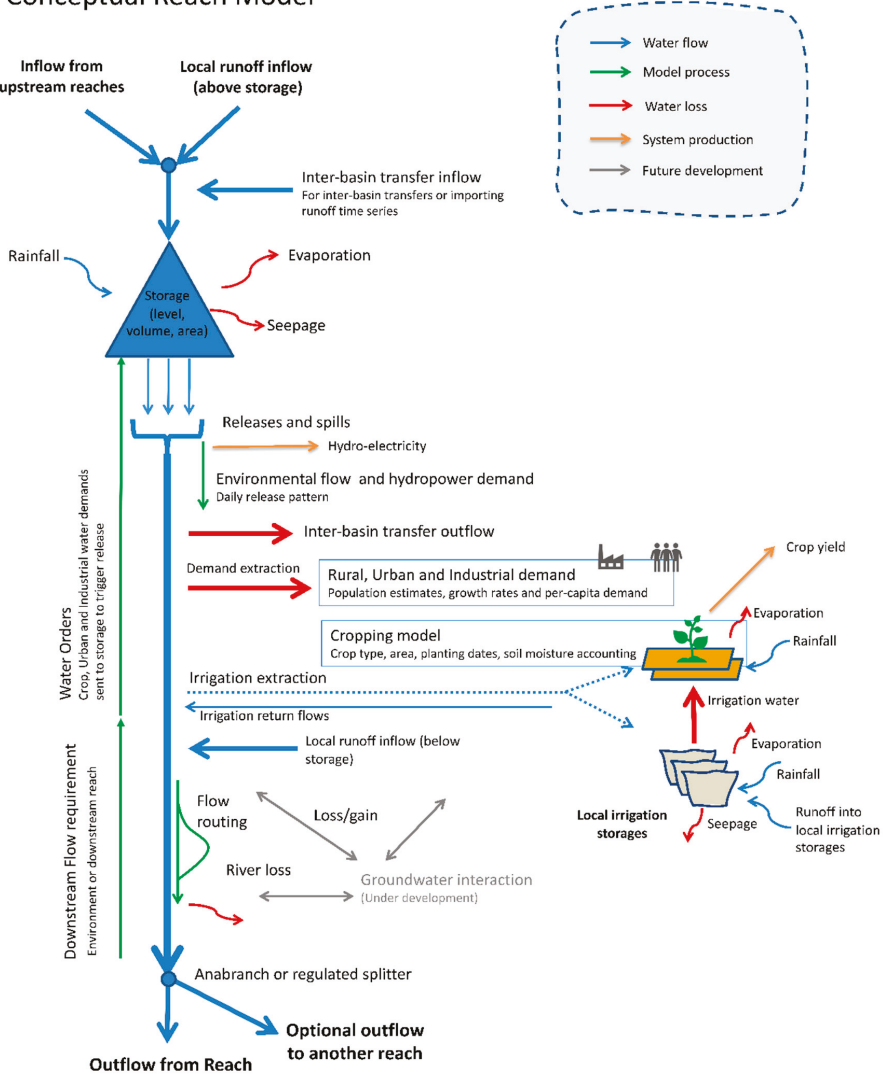 Conceptual Reach Model
Water flow
Model process
Water loss
System production
Future development
Inflow from
upstream reaches
Local runoff inflow
(above storage)
Inter-basin transfer inflow
For inter-basin transfers or importing
runoff time series
Rainfall
Evaporation
Storage
(level,
volume, area)
Seepage
Releases and spills
Hydro-electricity
Environmental flow and hydropower demand
Daily release pattern
Inter-basin transfer outflow
Demand extraction
Rural, Urban and Industrial demand
Population estimates, growth rates and per-capita demand
Crop yield
Cropping model
Crop type, area, planting dates, soil moisture accounting
Evaporation
Rainfall
Water Orders
Crop, Urban and Industrial water demands
sent to storage to trigger release
Irrigation extraction
Irrigation return flows
Irrigation water
Local runoff inflow (below
storage)
Evaporation
Rainfall
Runoff into
local irrigation
storages
Local irrigation
storages
Seepage
Downstream Flow requirement
Environment or downstream reach
Flow
routing
Loss/gain
River loss
Groundwater interaction
(Under development)
Anabranch or regulated splitter
Optional outflow
to another reach
Outflow from Reach